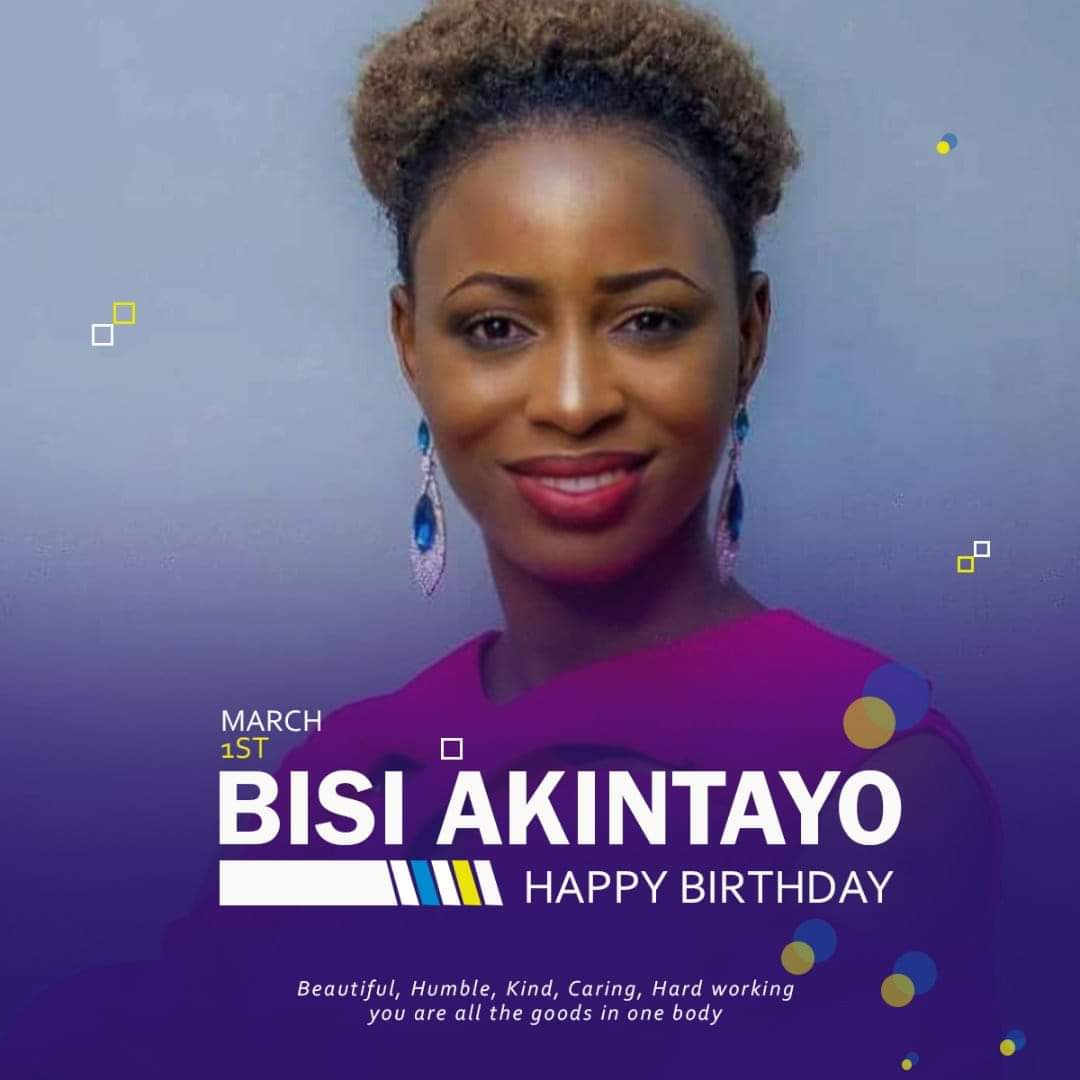 MARCH
1ST
BISI AKINTAYO
HAPPY BIRTHDAY
Beautiful, Humble, Kind, Caring, Hard working
you are all the goods in one body